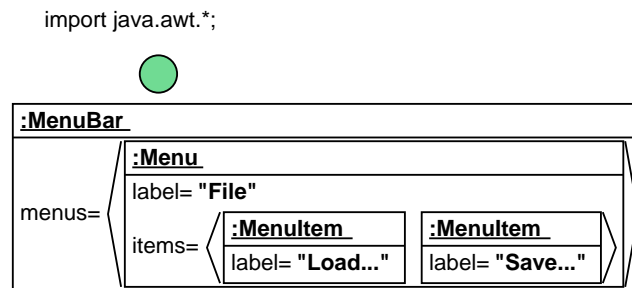 import java.awt.*;
:MenuBar
:Menu
label= "File"
menus=
items=
:MenuItem
label= "Load..."
:MenuItem
label= "Save..."